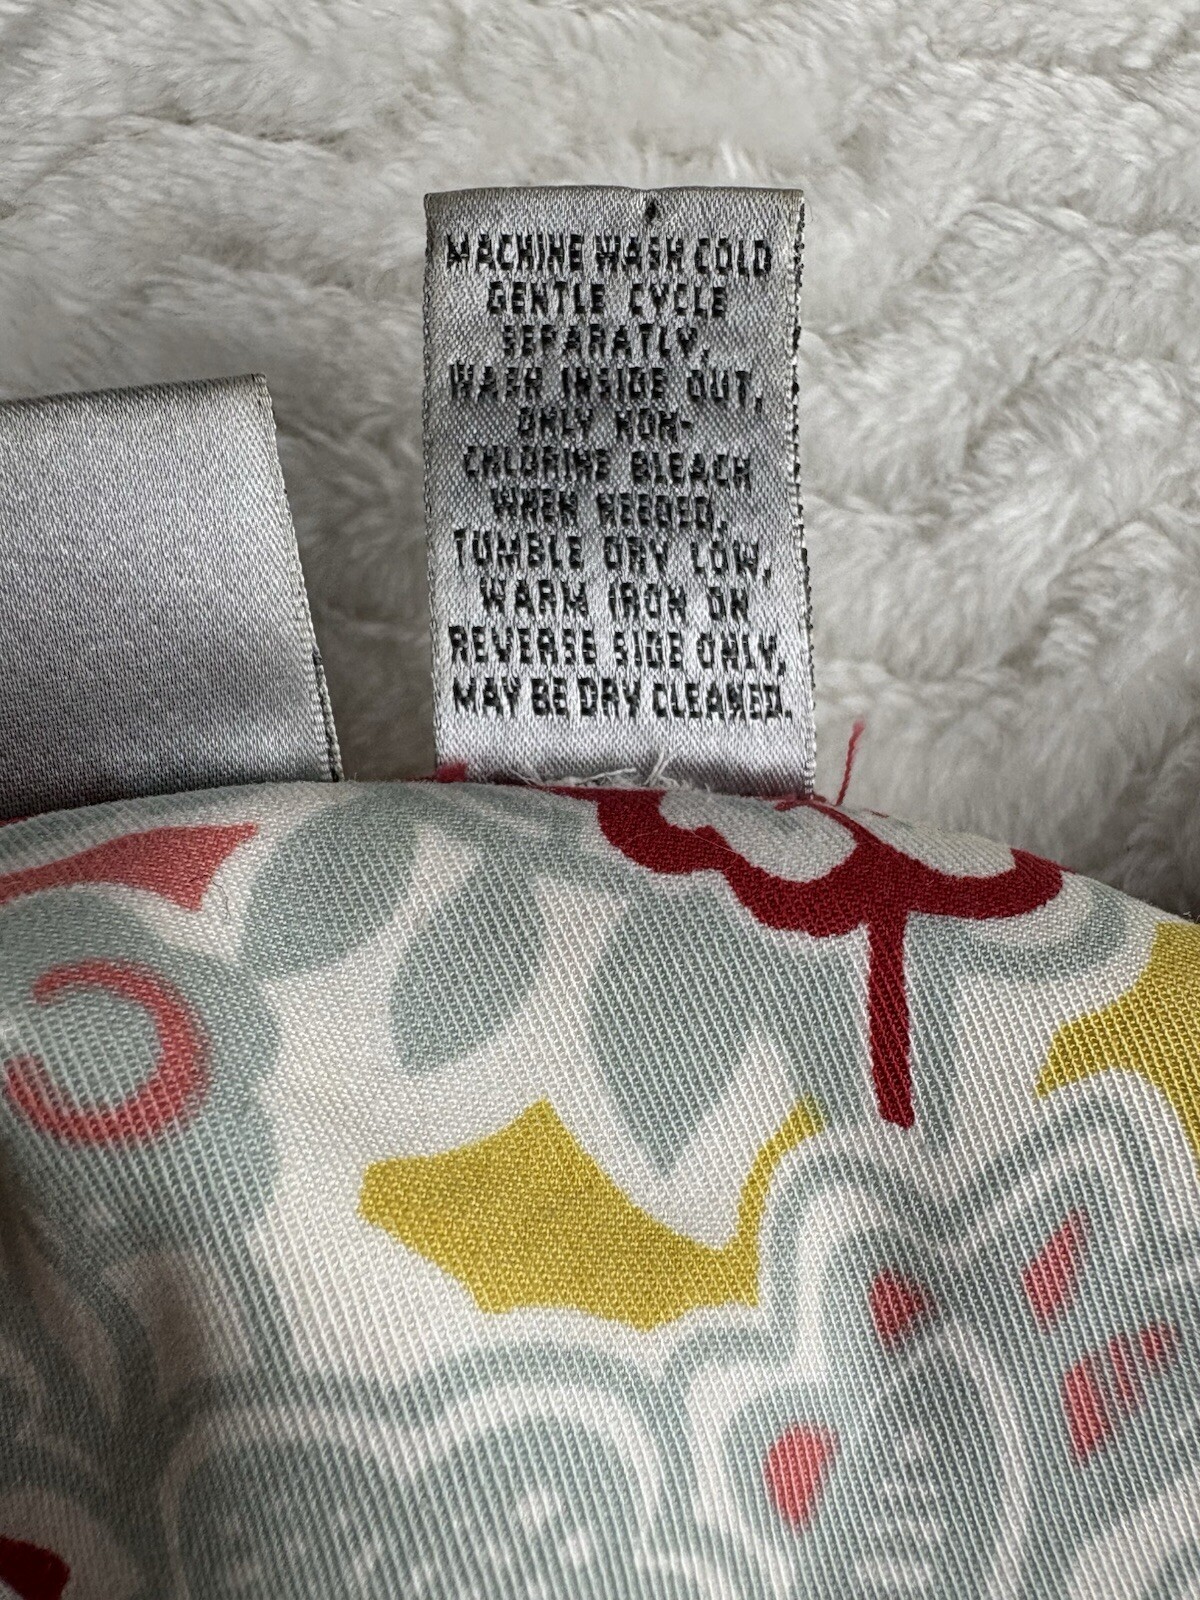 MACHINE WASH COLD
GENTLE CYCLE
SEPARATLY,
WASH INSIDE OUT,
ONLY NON-
CHLORINE BLEACH
WHEN NEEDED,
TUMBLE DRY LOW,
WARM IRON ON
REVERSE SIDE ONLY,
MAY BE DRY CLEANED.